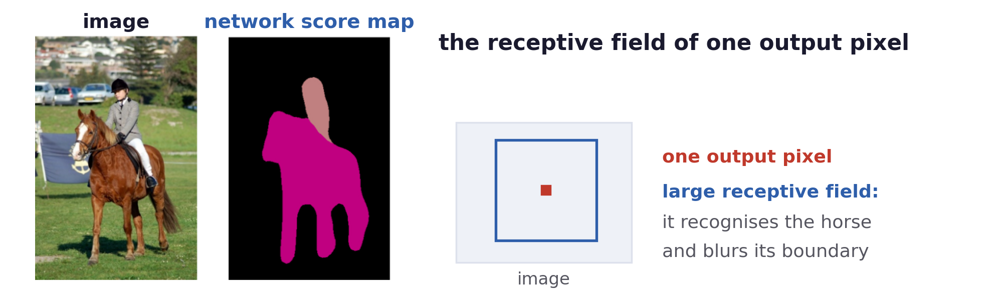 image
network score map
the receptive field of one output pixel
one output pixel
large receptive field:
it recognises the horse
and blurs its boundary
image